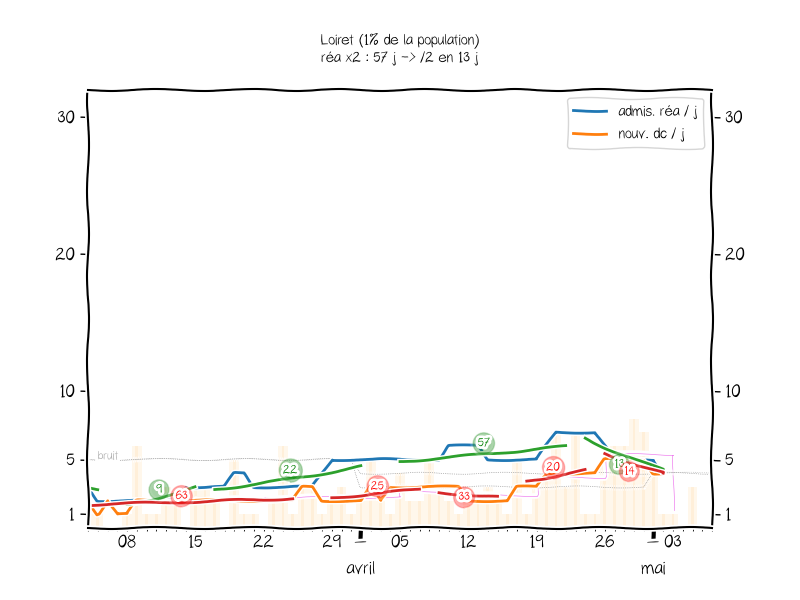 Loiret (1% de la population)
réa x2 : 57 j -> /2 en 13 j
admis. réa / j
nouv. dc / j
30
30
20
20
10
10
bruit
5
5
1
1
57
22
9
63
25
33
20
13
14
08 15 22 29 05 12 19 26 03
avril mai